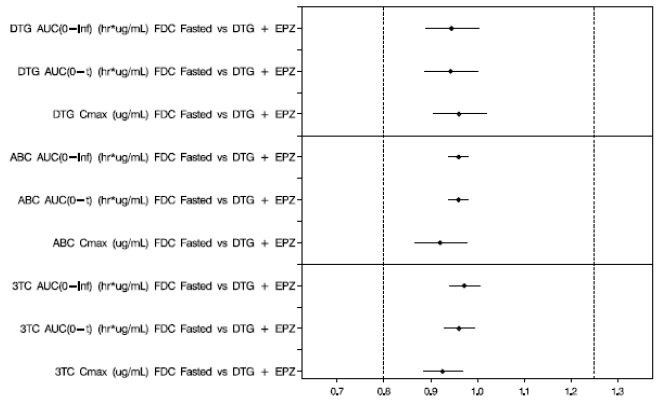 DTG AUC(0-Inf) (hr*ug/mL) FDC Fasted vs DTG + EPZ
DTG AUC(0-t) (hr*ug/mL) FDC Fasted vs DTG + EPZ
DTG Cmax (ug/mL) FDC Fasted vs DTG + EPZ
ABC AUC(0-Inf) (hr*ug/mL) FDC Fasted vs DTG + EPZ
ABC AUC(0-t) (hr*ug/mL) FDC Fasted vs DTG + EPZ
ABC Cmax (ug/mL) FDC Fasted vs DTG + EPZ
3TC AUC(0-Inf) (hr*ug/mL) FDC Fasted vs DTG + EPZ
3TC AUC(0-t) (hr*ug/mL) FDC Fasted vs DTG + EPZ
3TC Cmax (ug/mL) FDC Fasted vs DTG + EPZ
0.7 0.8 0.9 1.0 1.1 1.2 1.3